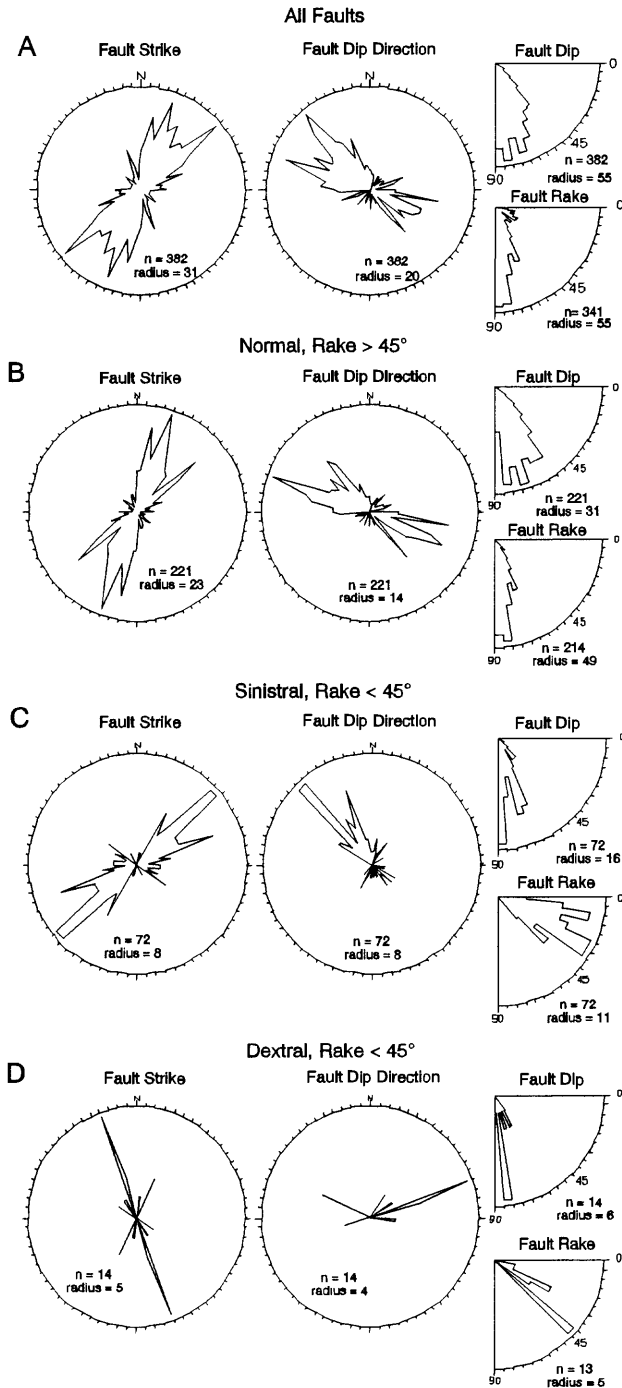 All Faults
A
Fault Strike
N
n = 382
radius = 31
Fault Dip Direction
N
n = 382
radius = 20
Fault Dip
0
45
90
n = 382
radius = 55
Fault Rake
0
45
90
n= 341
radius = 55
Normal, Rake > 45°
B
Fault Strike
N
n = 221
radius = 23
Fault Dip Direction
N
n = 221
radius = 14
Fault Dip
0
45
90
n = 221
radius = 31
Fault Rake
0
45
90
n = 214
radius = 49
Sinistral, Rake < 45°
C
Fault Strike
N
n = 72
radius = 8
Fault Dip Direction
N
n = 72
radius = 8
Fault Dip
0
45
90
n = 72
radius = 16
Fault Rake
0
45
90
n = 72
radius = 11
Dextral, Rake < 45°
D
Fault Strike
N
n = 14
radius = 5
Fault Dip Direction
N
n = 14
radius = 4
Fault Dip
0
45
90
n = 14
radius = 6
Fault Rake
0
45
90
n = 13
radius = 5